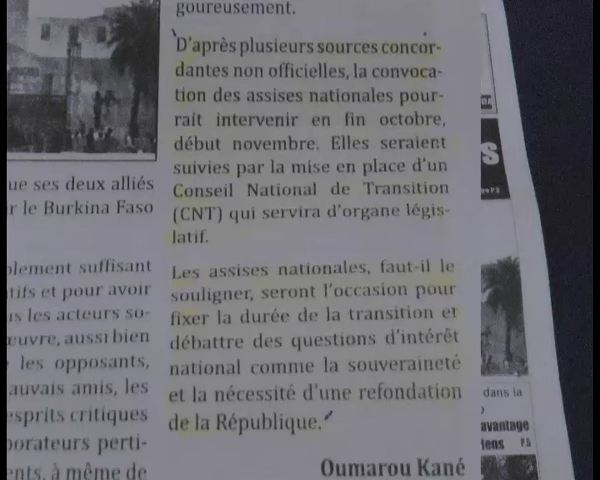 goureusement.
D'après plusieurs sources concor-
dantes non officielles, la convoca-
tion des assises nationales pour-
rait intervenir en fin octobre,
début novembre. Elles seraient
suivies par la mise en place d'un
Conseil National de Transition
(CNT) qui servira d'organe légis-
latif.
Les assises nationales, faut-il le
souligner, seront l'occasion pour
fixer la durée de la transition et
débattre des questions d'intérêt
national comme la souveraineté
et la nécessité d'une refondation
de la République.
Oumarou Kané
ue ses deux alliés
r le Burkina Faso
plement suffisant
tifs et pour avoir
us les acteurs so-
œuvre, aussi bien
les opposants,
auvais amis, les
esprits critiques
porateurs perti-
ents, à même de
S
dans la
avantage
iens P.5